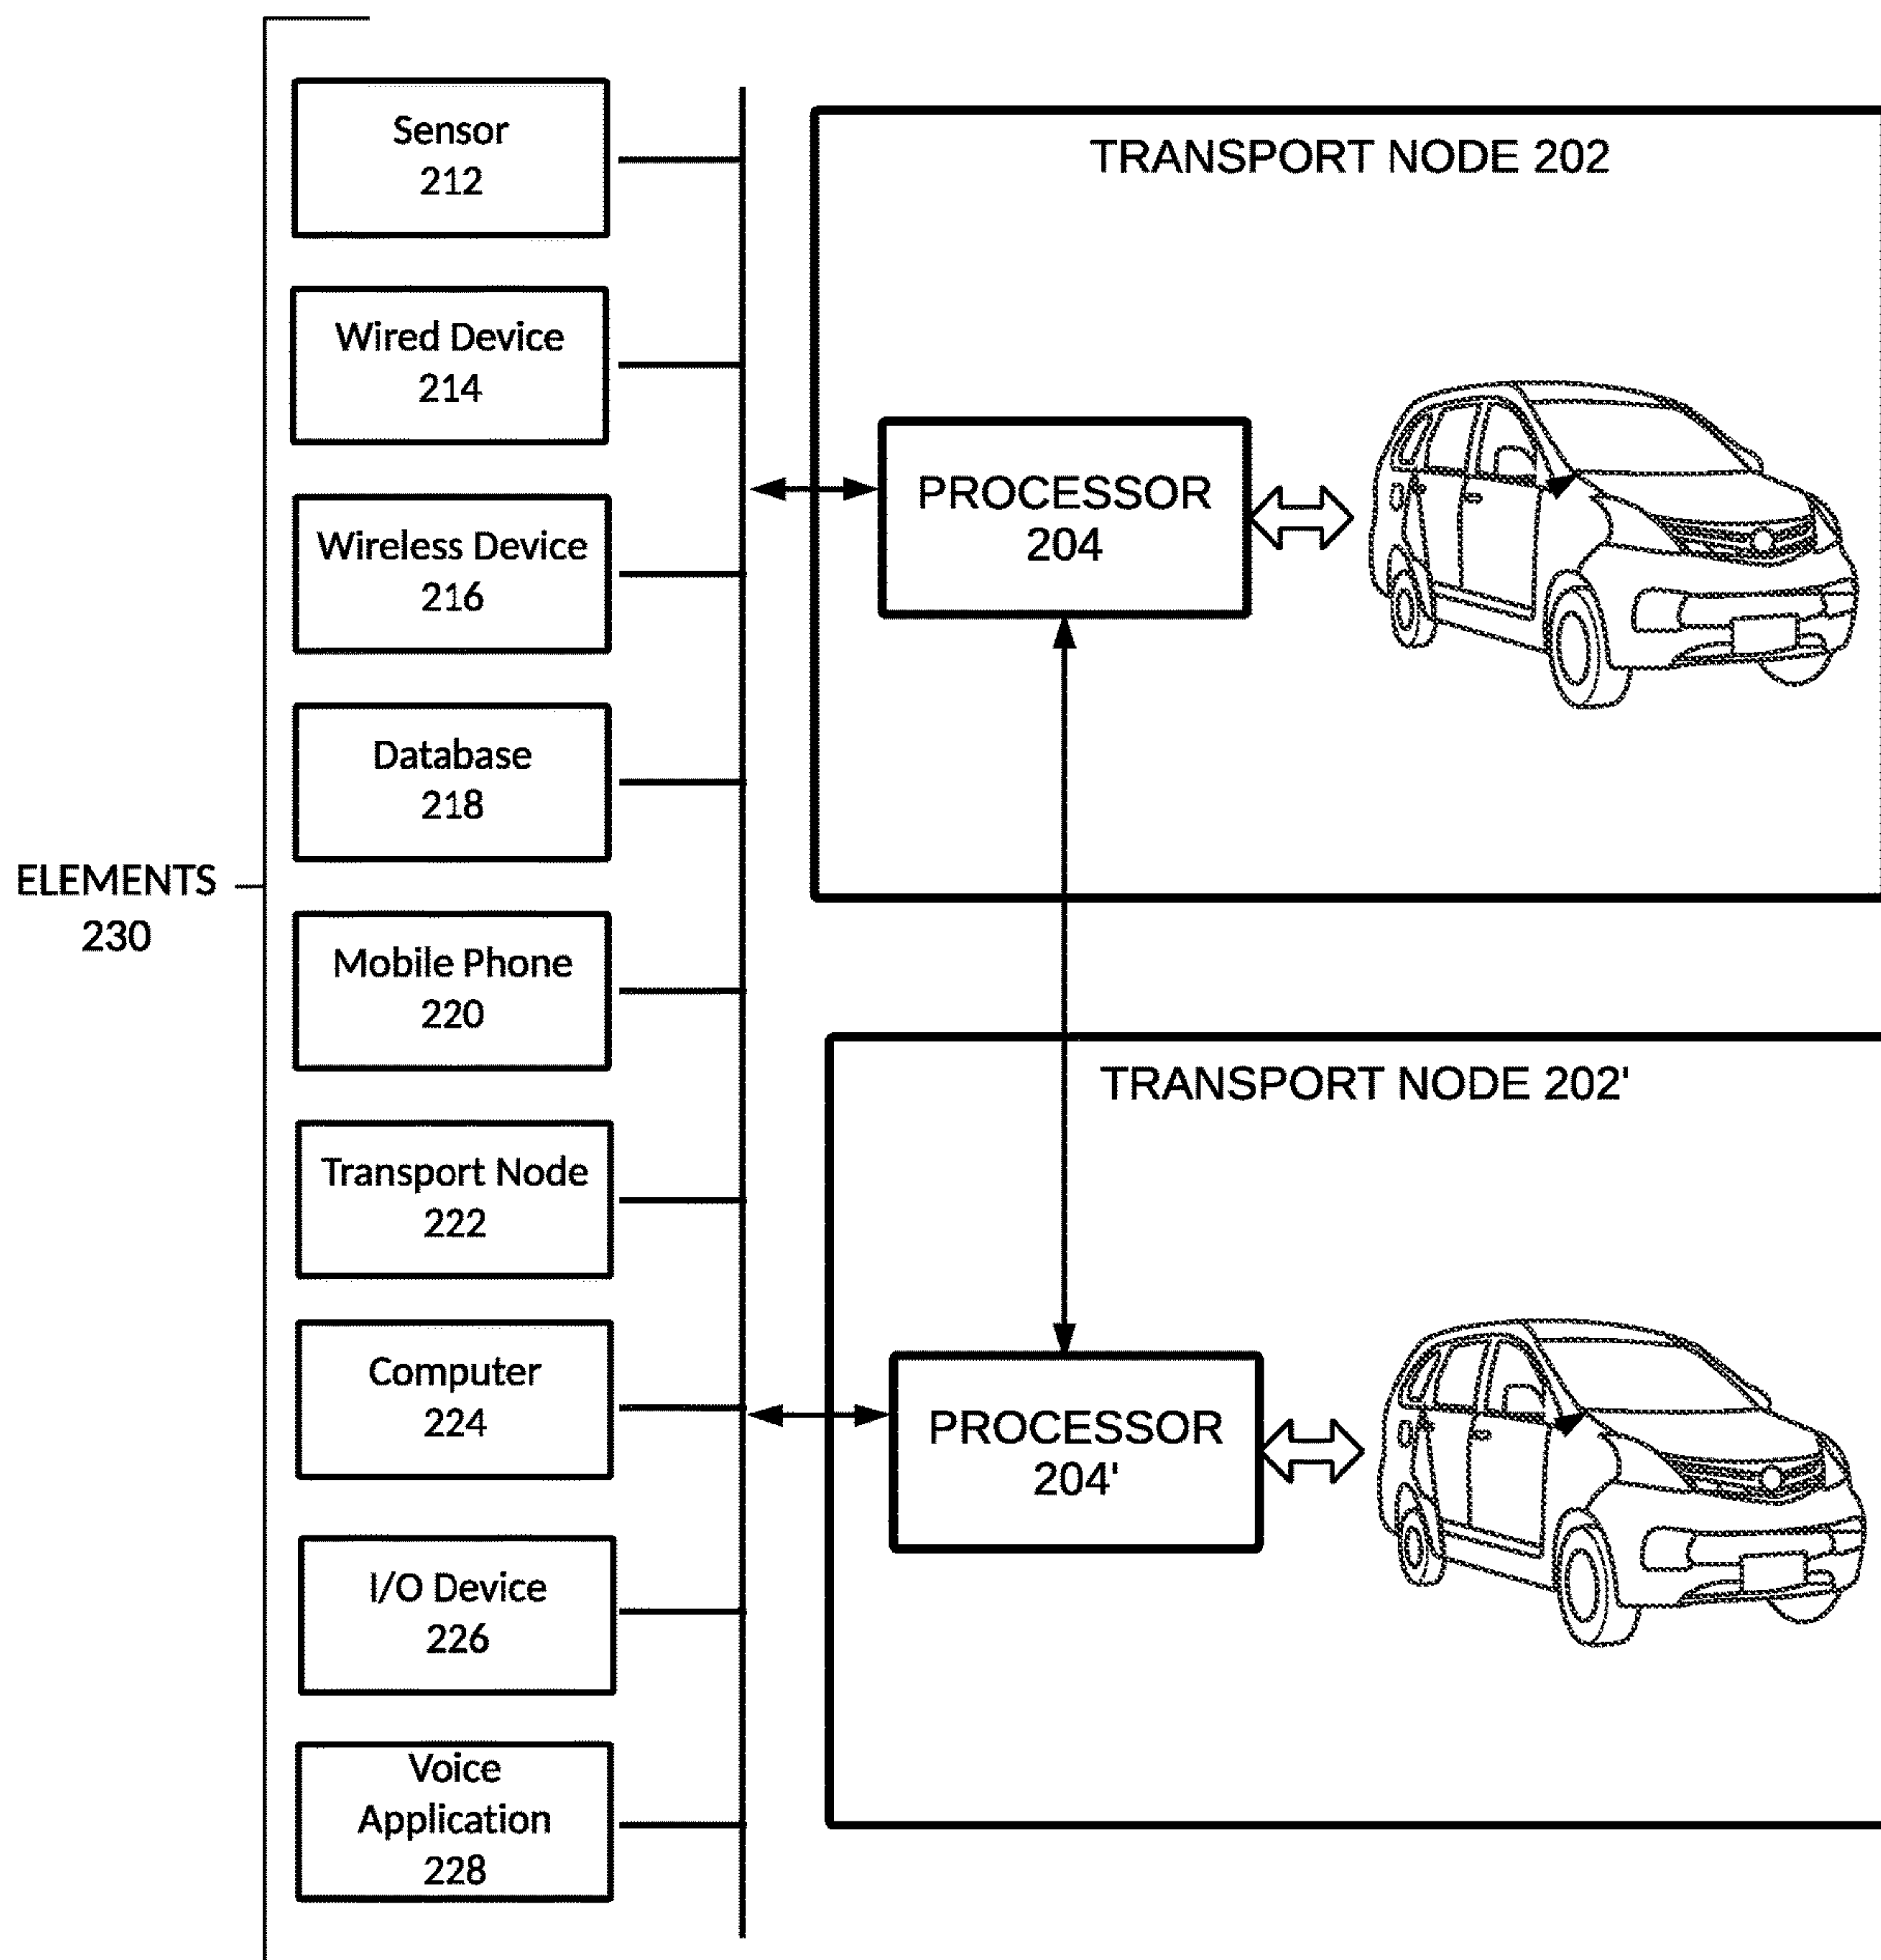 Sensor
212
Wired Device
214
Wireless Device
216
Database
218
ELEMENTS
230
Mobile Phone
220
Transport Node
222
Computer
224
I/O Device
226
Voice
Application
228
TRANSPORT NODE 202
PROCESSOR
204
TRANSPORT NODE 202'
PROCESSOR
204'